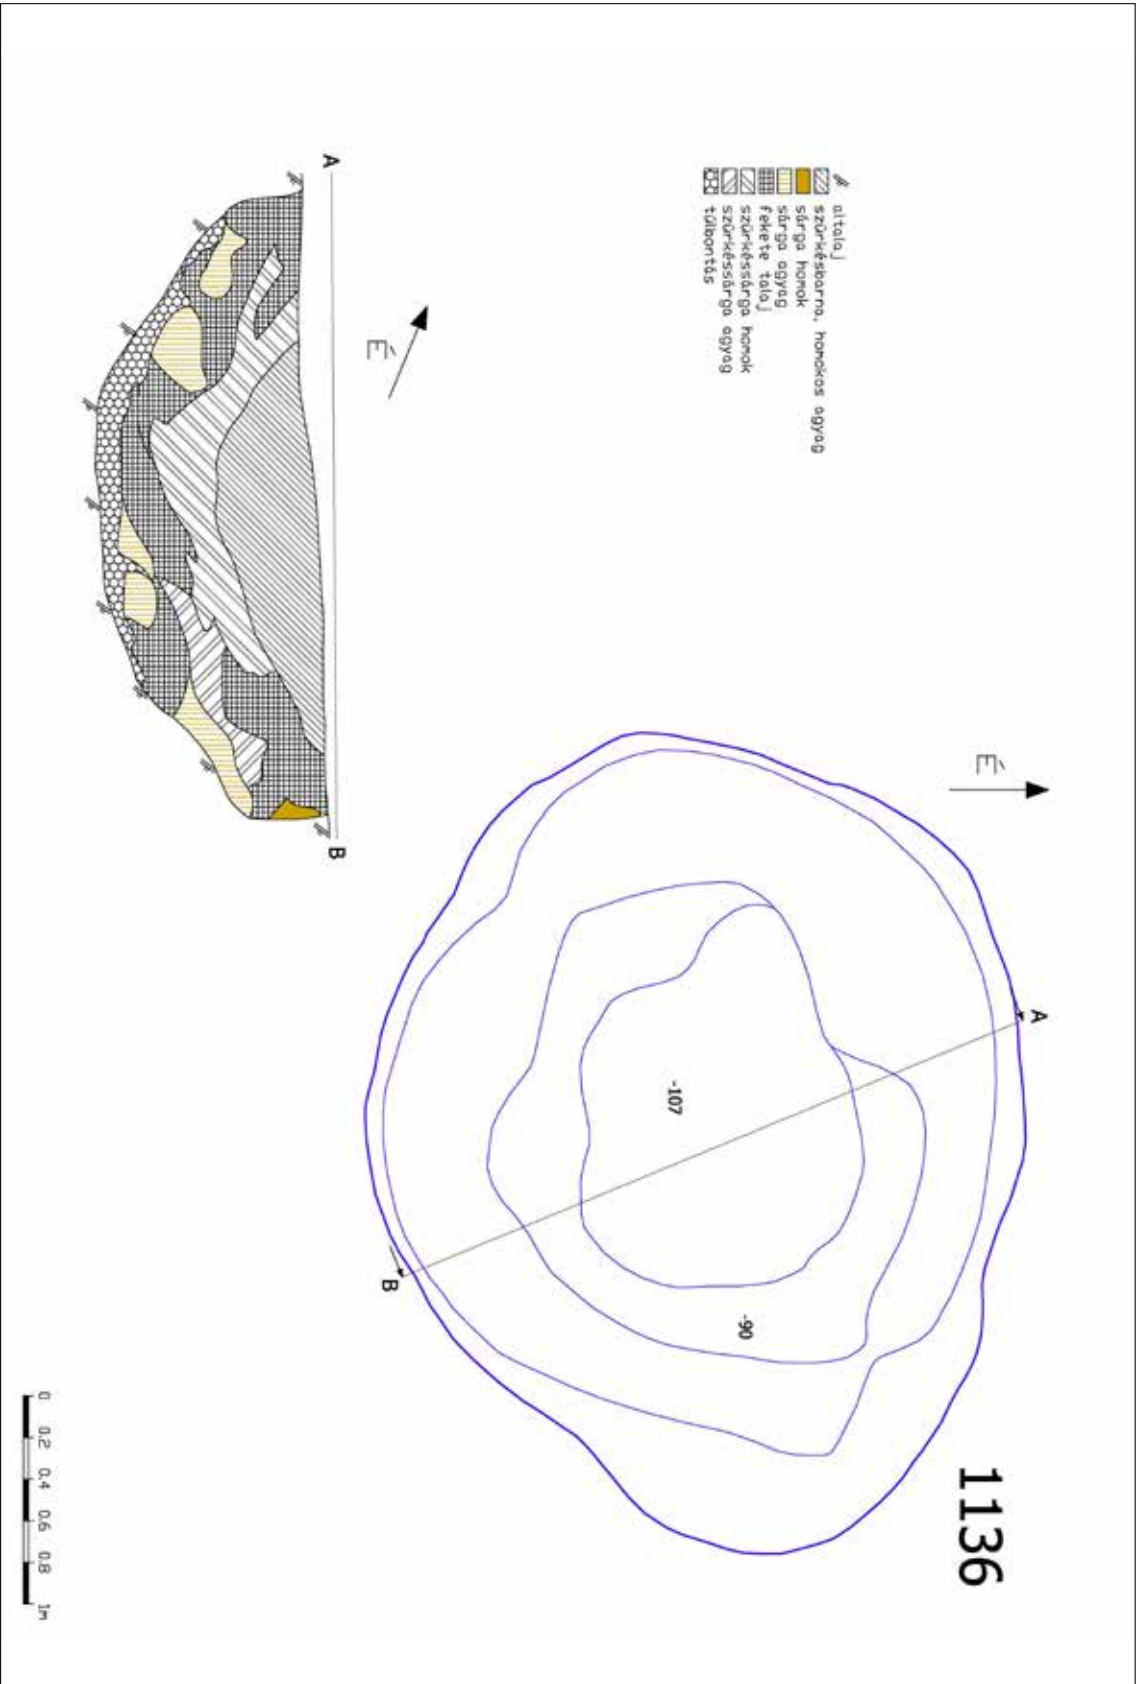 1136
É
A
B
-107
-90
altalaj
szürkésbarna, homokos agyag
sárga homok
sárga agyag
fekete talaj
szürkéssárga homok
szürkéssárga agyag
túlbontás
É
A
B
0 0.2 0.4 0.6 0.8 1m